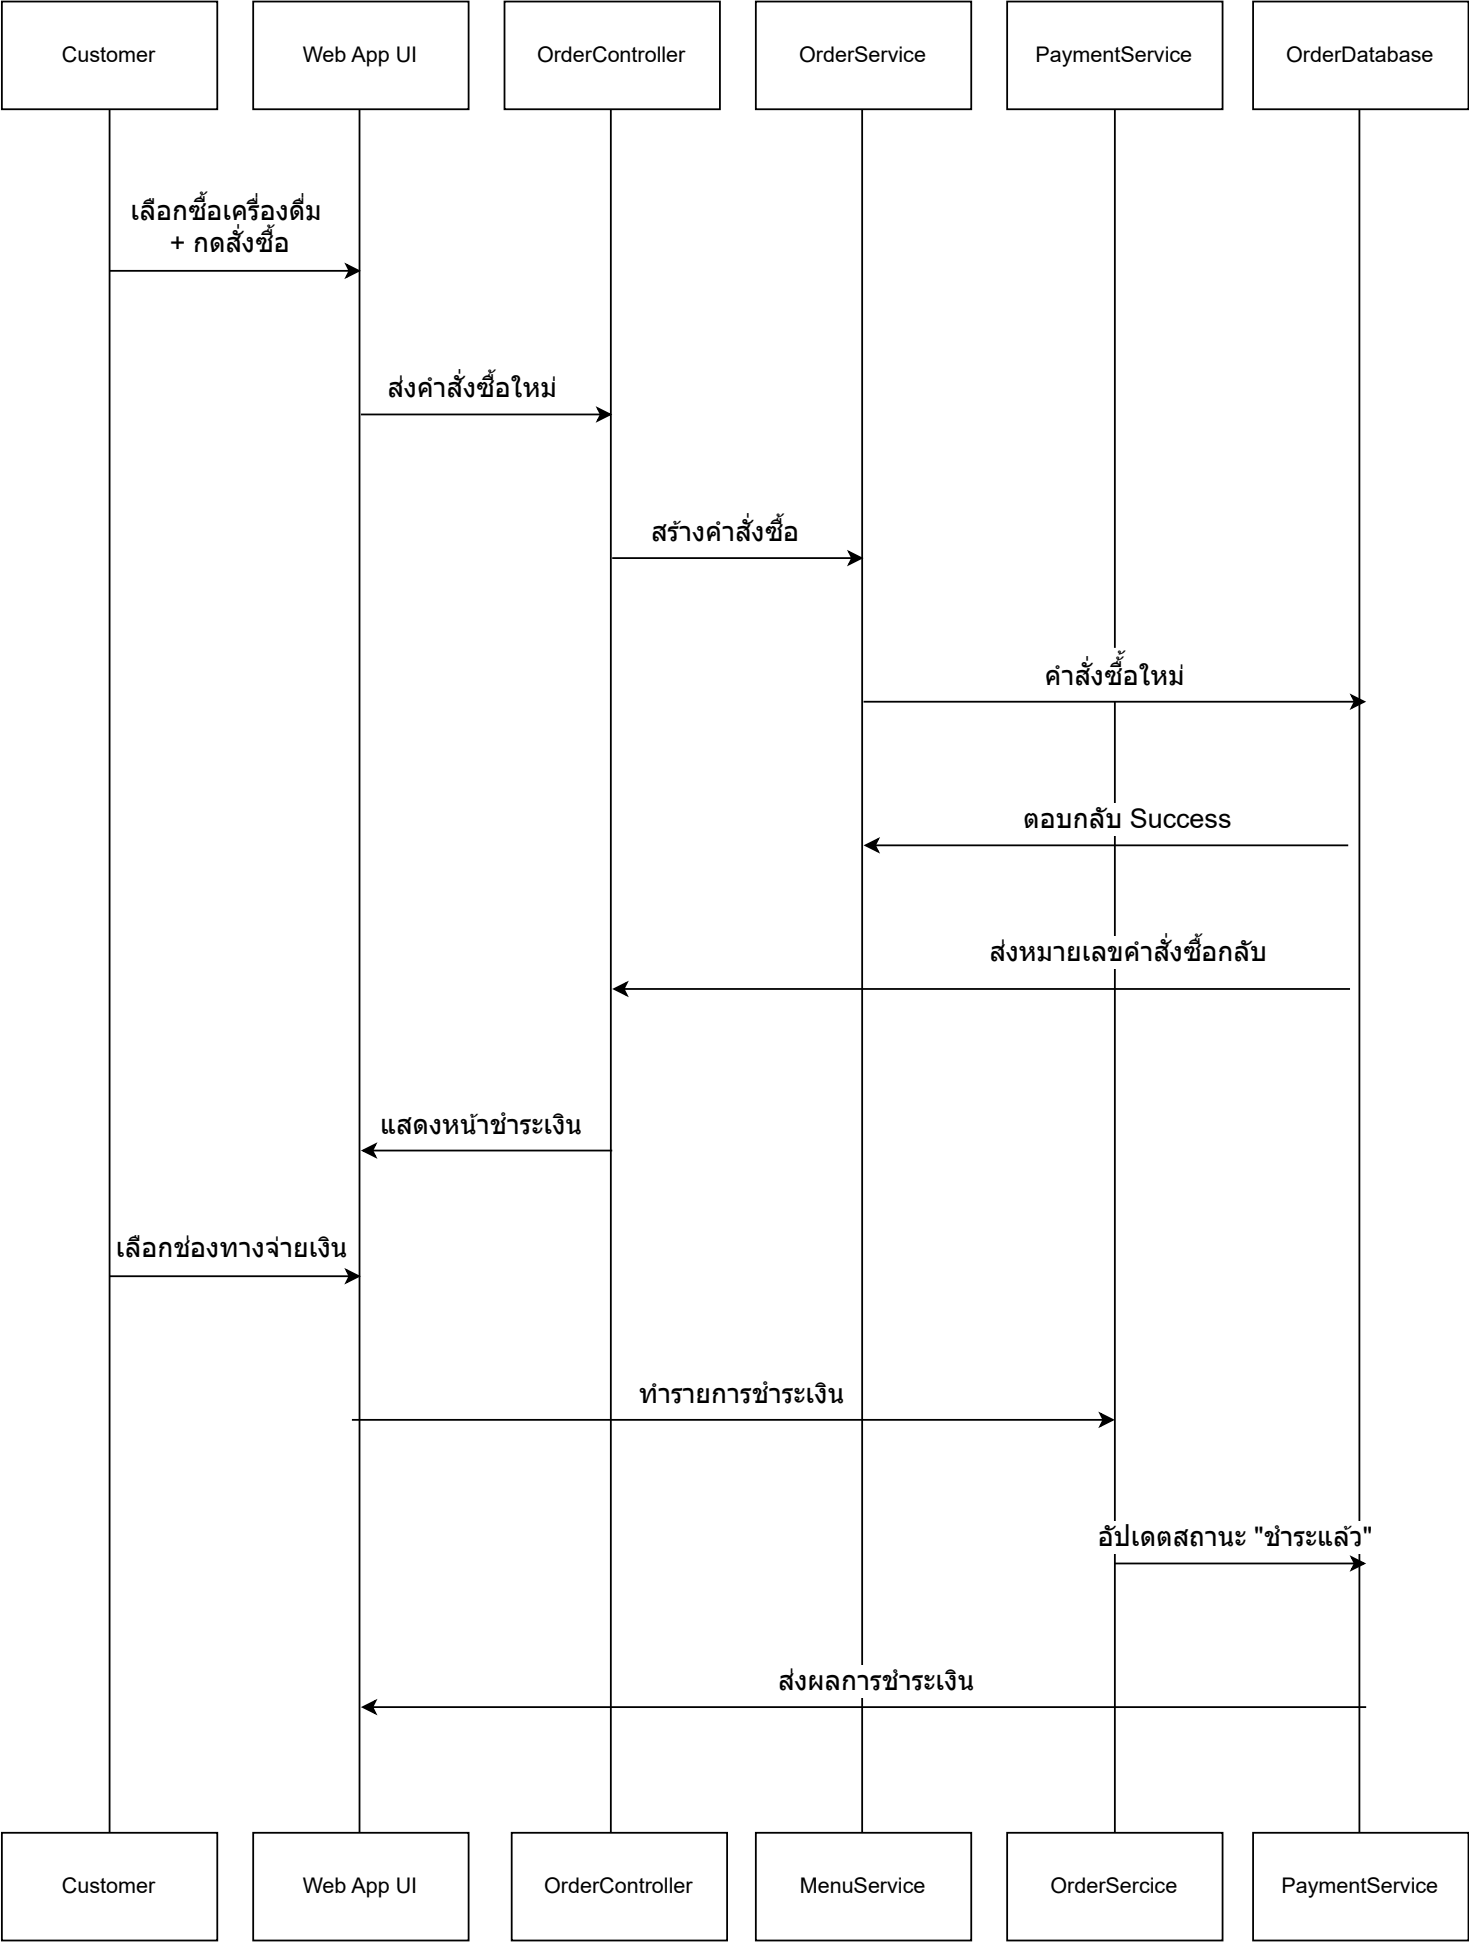 Customer
Web App UI
OrderController
OrderService
PaymentService
OrderDatabase
เลือกซื้อเครื่องดื่ม
+ กดสั่งซื้อ
ส่งคำสั่งซื้อใหม่
สร้างคำสั่งซื้อ
คำสั่งซื้้อใหม่
ตอบกลับ Success
ส่งหมายเลขคำสั่งซื้อกลับ
แสดงหน้าชำระเงิน
เลือกช่องทางจ่ายเงิน
ทำรายการชำระเงิน
อัปเดตสถานะ "ชำระแล้ว"
ส่งผลการชำระเงิน
Customer
Web App UI
OrderController
MenuService
OrderSercice
PaymentService